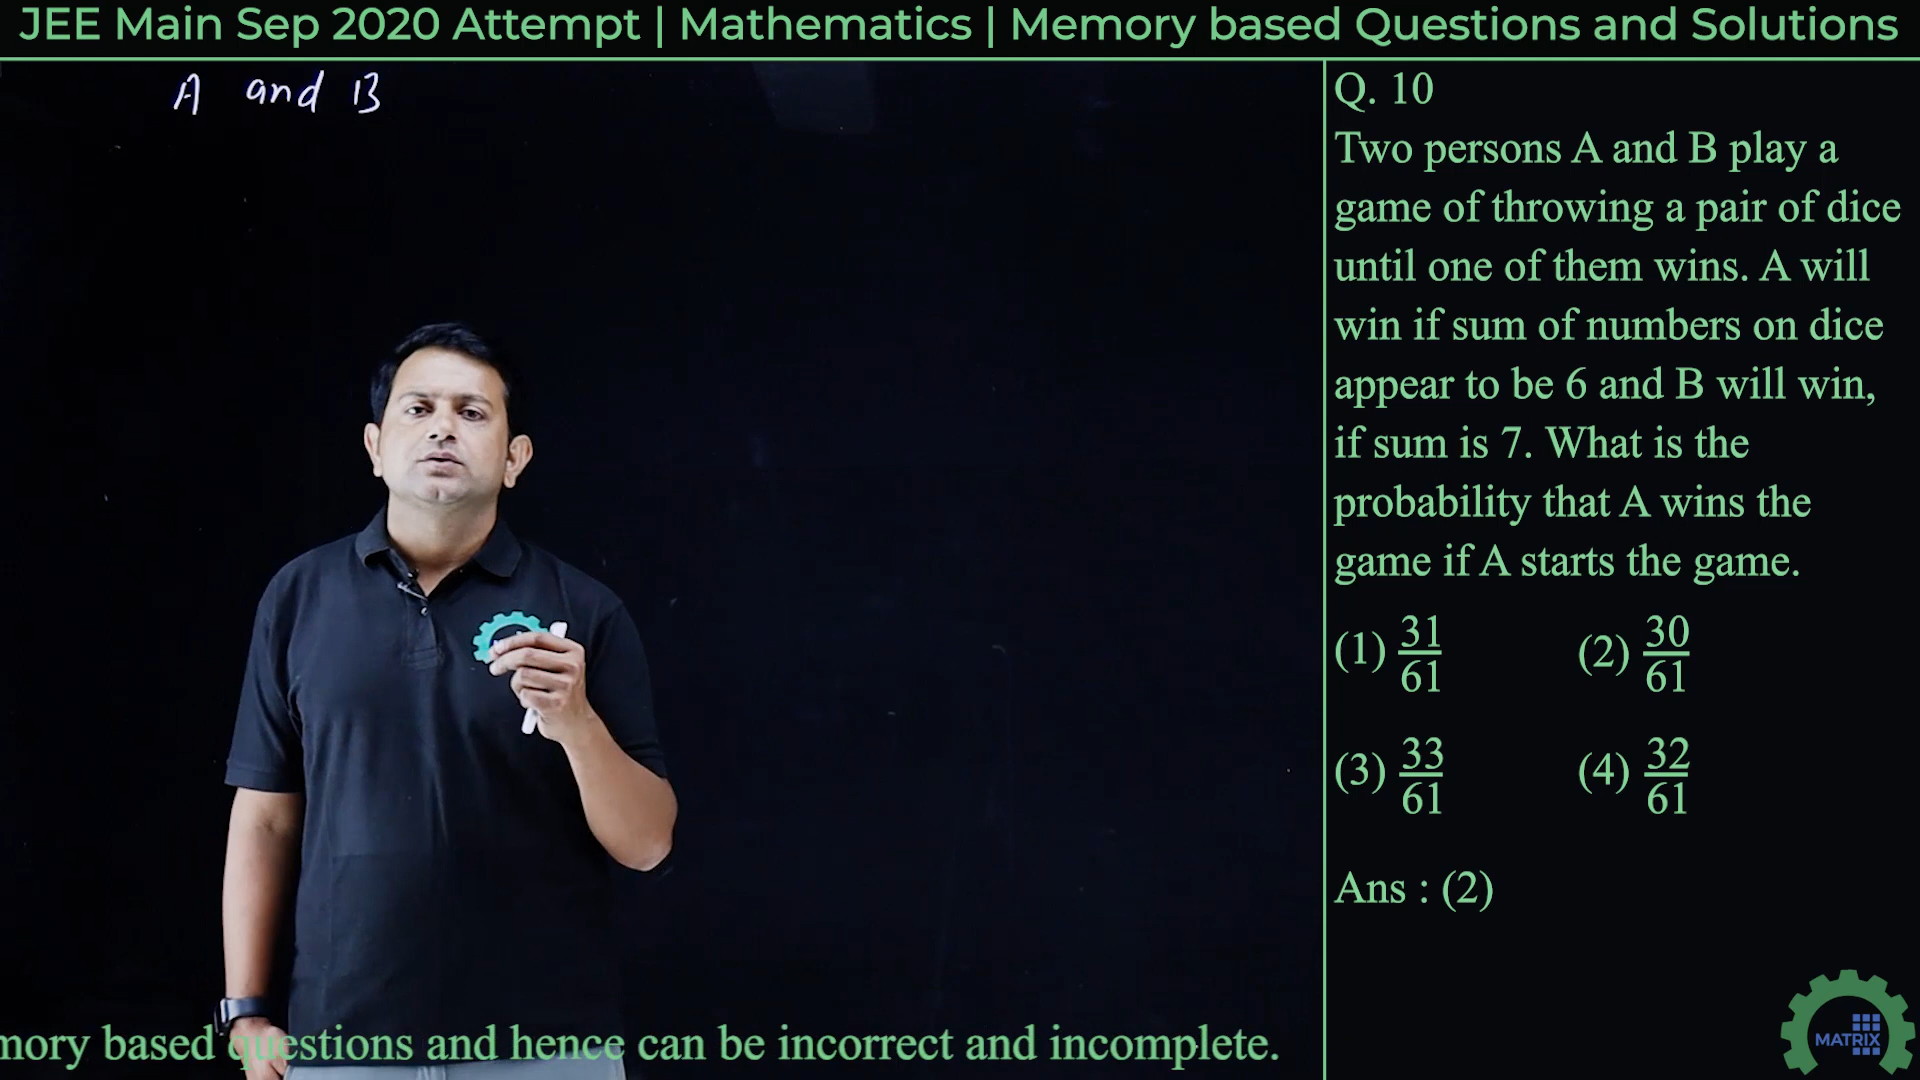 JEE Main Sep 2020 Attempt | Mathematics | Memory based Questions and Solutions
A and B
Q. 10
Two persons A and B play a
game of throwing a pair of dice
until one of them wins. A will
win if sum of numbers on dice
appear to be 6 and B will win,
if sum is 7. What is the
probability that A wins the
game if A starts the game.
(1) 31/61 (2) 30/61
(3) 33/61 (4) 32/61
Ans : (2)
mory based questions and hence can be incorrect and incomplete.
MATRIX